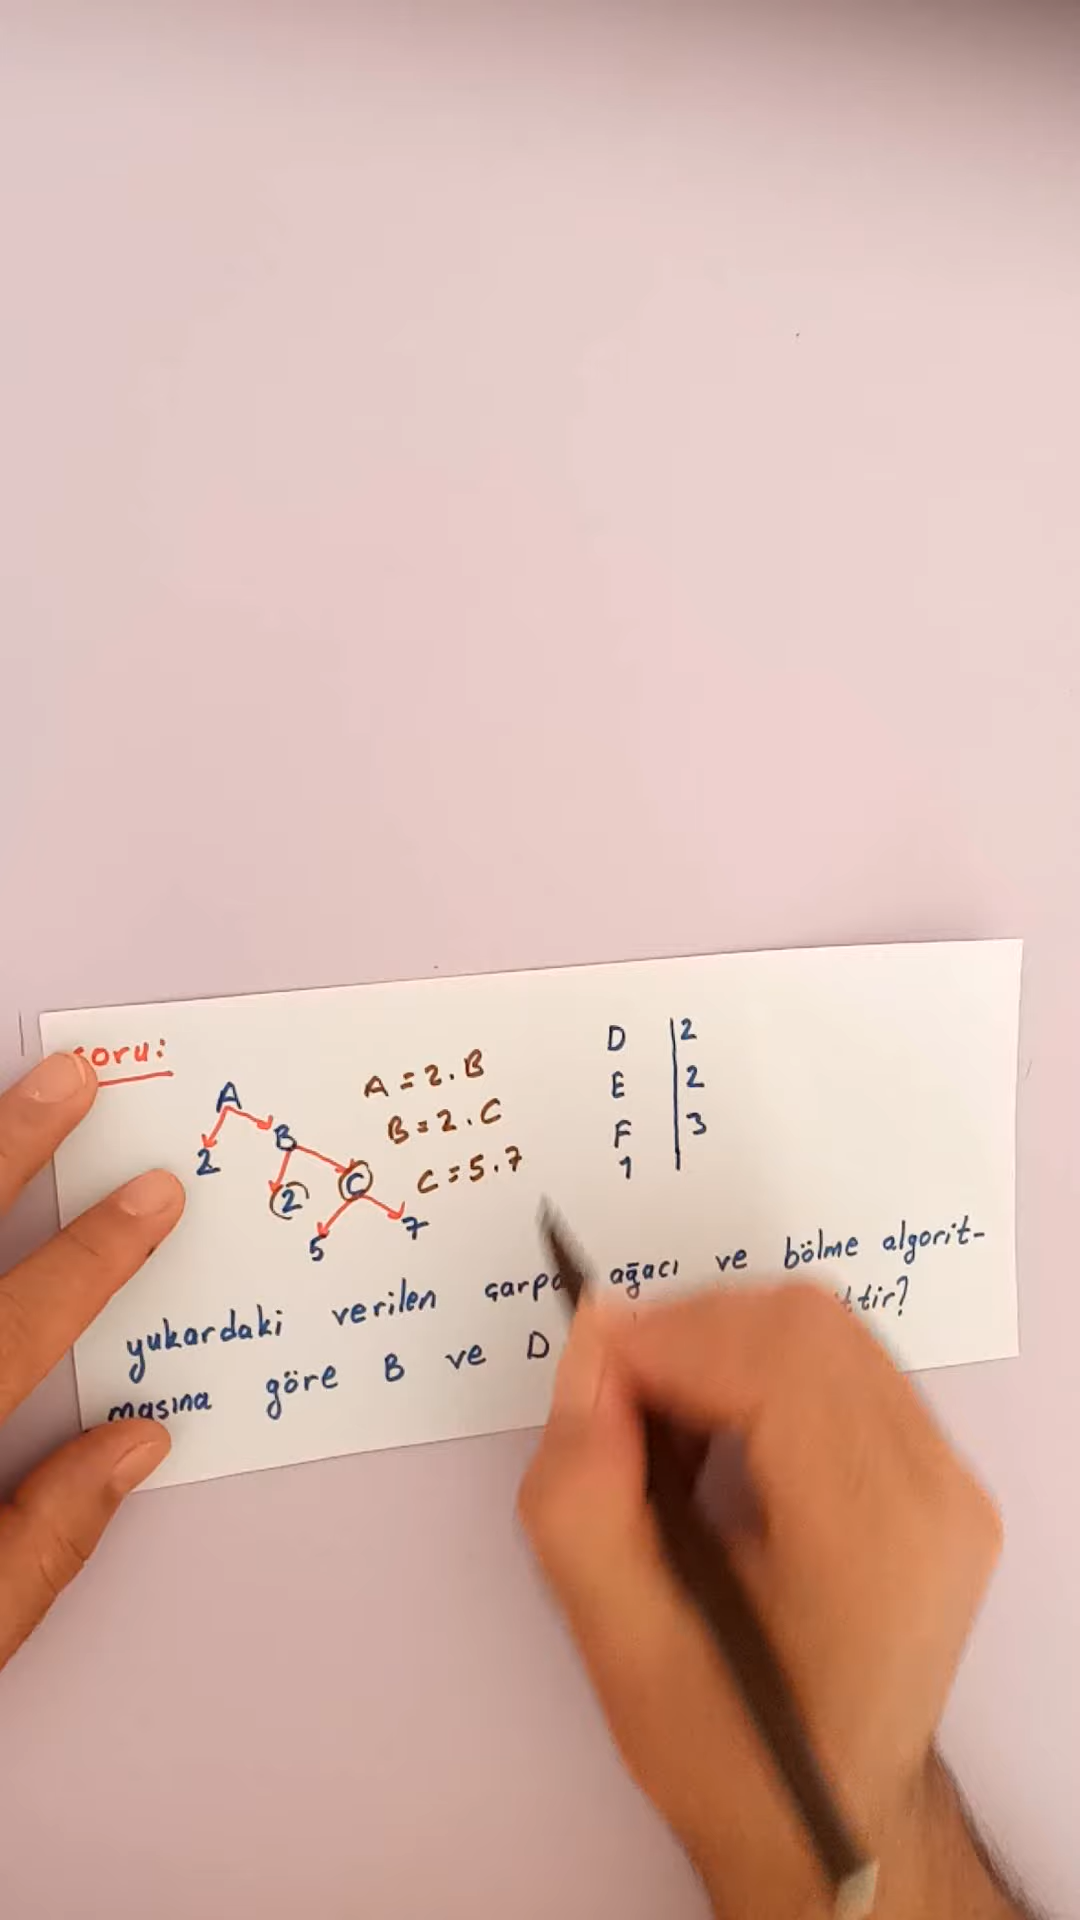 soru:
A
2 B
2 C
5 7
A = 2 . B
B = 2 . C
C = 5 . 7
D 2
E 2
F 3
1
yukardaki verilen ağacı ve bölme algorit-
masına göre B ve D